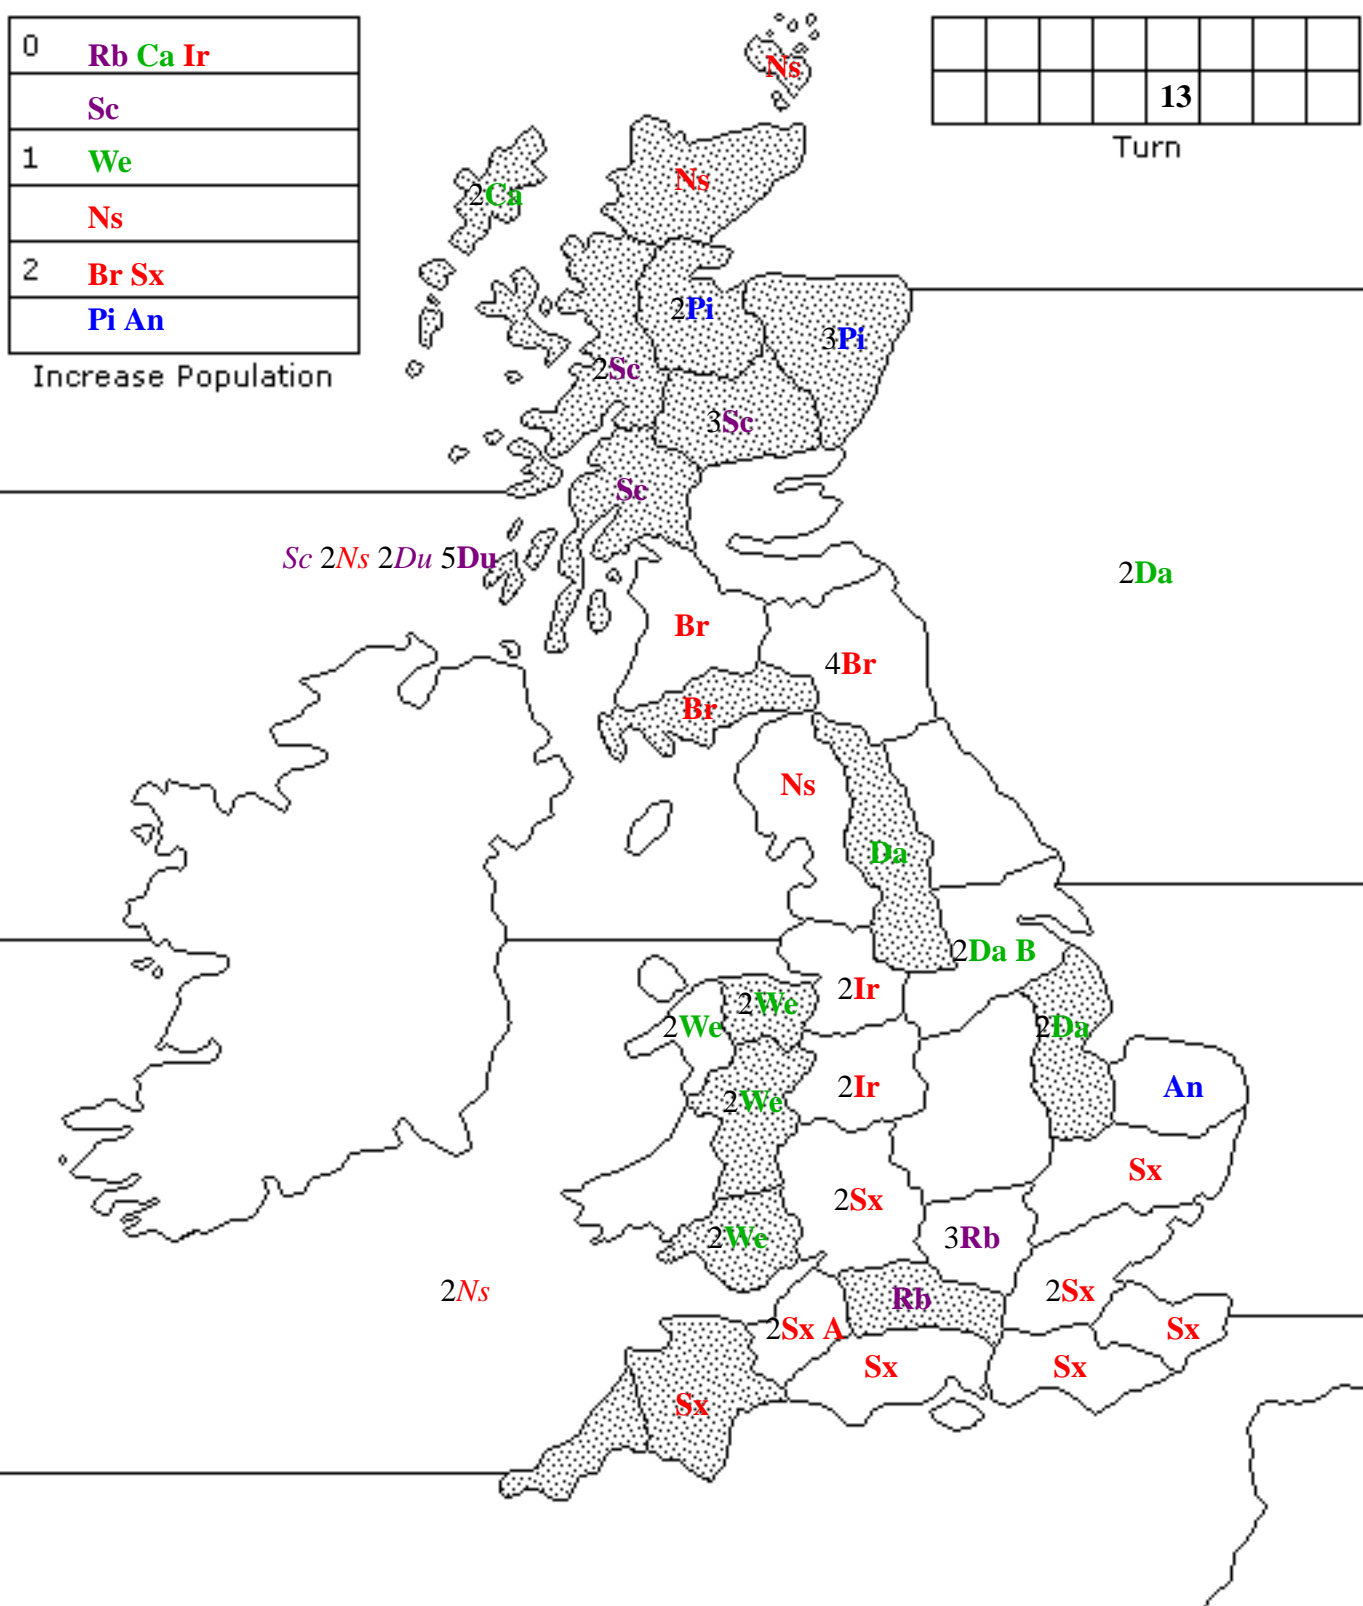 0 Rb Ca Ir
Sc
1 We
Ns
2 Br Sx
Pi An
Increase Population
13
Turn
Ns
Ns
2Ca
2Pi
3Pi
2Sc
3Sc
Sc
Sc 2Ns 2Du 5Du
2Da
Br
4Br
Br
Ns
Da
2Da B
2Ir
2We
2We
2Da
2Ir
An
2We
Sx
2Sx
2We
3Rb
2Ns
Rb
2Sx
2Sx A
Sx
Sx
Sx
Sx